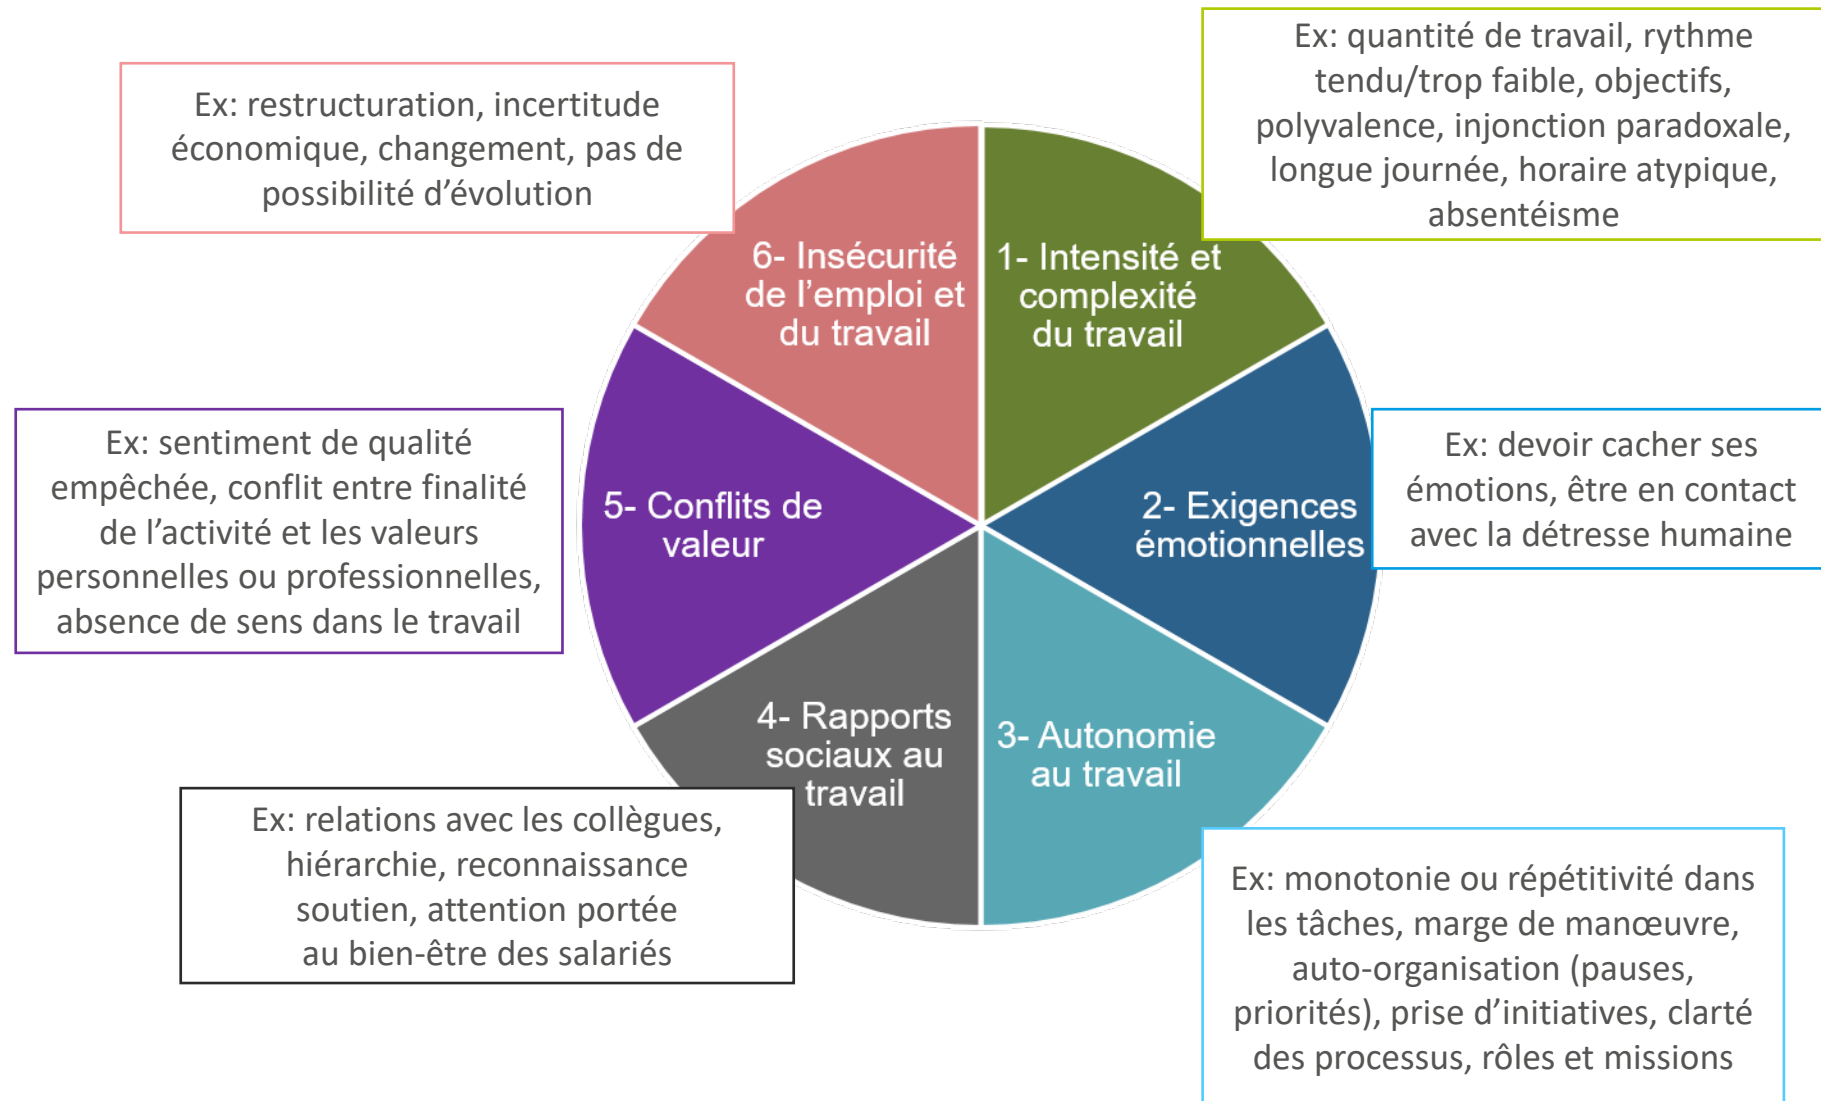 Ex: quantité de travail, rythme
tendu/trop faible, objectifs,
polyvalence, injonction paradoxale,
longue journée, horaire atypique,
absentéisme
Ex: restructuration, incertitude
économique, changement, pas de
possibilité d’évolution
6- Insécurité
de l’emploi et
du travail
1- Intensité et
complexité
du travail
Ex: sentiment de qualité
empêchée, conflit entre finalité
de l’activité et les valeurs
personnelles ou professionnelles,
absence de sens dans le travail
5- Conflits de
valeur
2- Exigences
émotionnelles
Ex: devoir cacher ses
émotions, être en contact
avec la détresse humaine
4- Rapports
sociaux au
travail
3- Autonomie
au travail
Ex: relations avec les collègues,
hiérarchie, reconnaissance
soutien, attention portée
au bien-être des salariés
Ex: monotonie ou répétitivité dans
les tâches, marge de manœuvre,
auto-organisation (pauses,
priorités), prise d’initiatives, clarté
des processus, rôles et missions